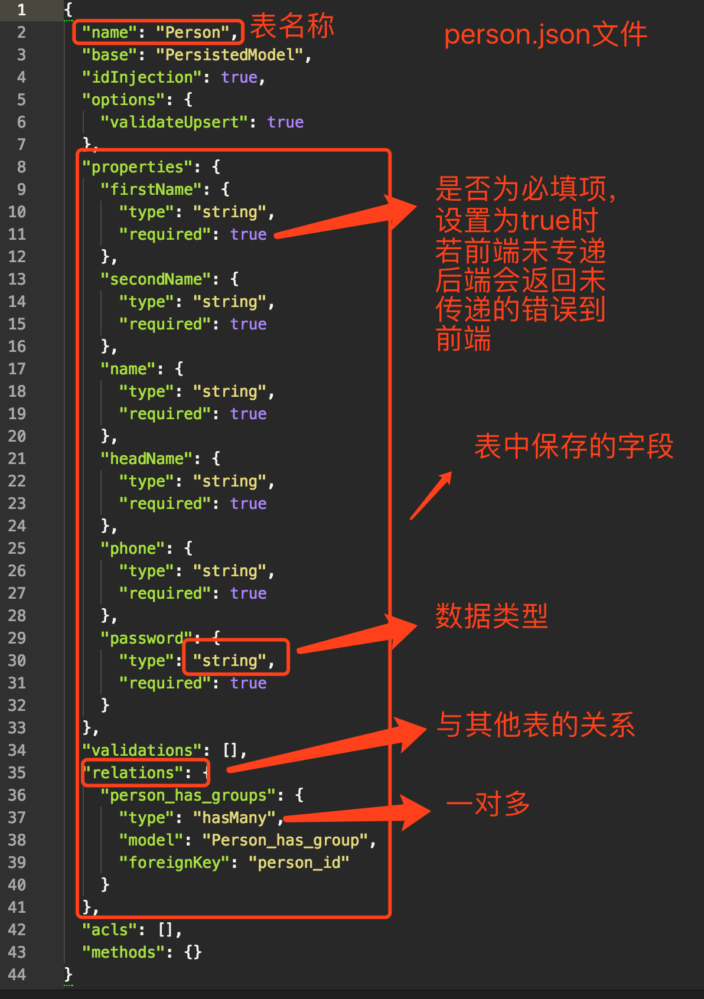 1 {
2 "name": "Person", 表名称 person.json文件
3 "base": "PersistedModel",
4 "idInjection": true,
5 "options": {
6 "validateUpsert": true
7 },
8 "properties": {
9 "firstName": { 是否为必填项，
10 "type": "string", 设置为true时
11 "required": true 若前端未专递
12 }, 后端会返回未
13 "secondName": { 传递的错误到
14 "type": "string", 前端
15 "required": true
16 },
17 "name": {
18 "type": "string",
19 "required": true
20 }, 表中保存的字段
21 "headName": {
22 "type": "string",
23 "required": true
24 },
25 "phone": {
26 "type": "string",
27 "required": true
28 }, 数据类型
29 "password": {
30 "type": "string",
31 "required": true
32 }
33 }, 与其他表的关系
34 "validations": [],
35 "relations": {
36 "person_has_groups": { 一对多
37 "type": "hasMany",
38 "model": "Person_has_group",
39 "foreignKey": "person_id"
40 }
41 },
42 "acls": [],
43 "methods": {}
44 }